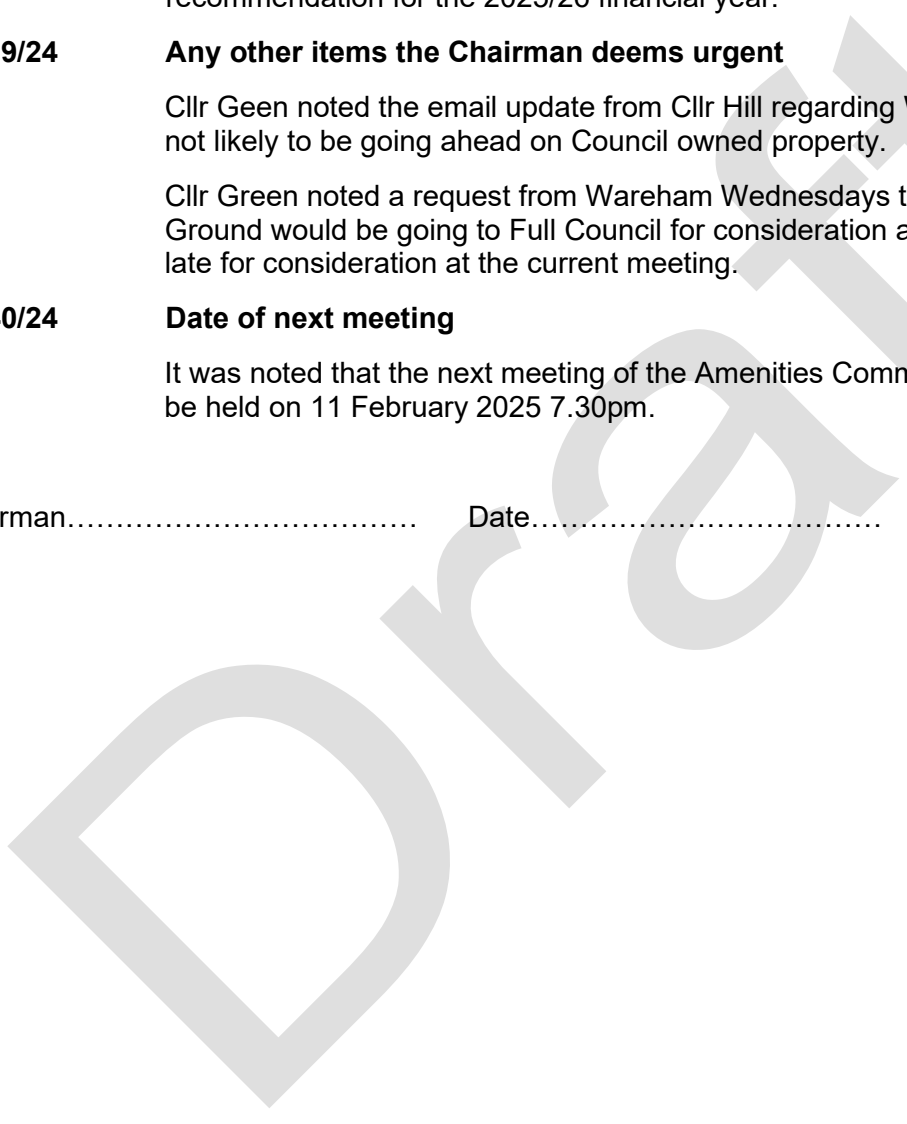 recommendation for the 2025/26 financial year.
9/24 Any other items the Chairman deems urgent
Cllr Geen noted the email update from Cllr Hill regarding
not likely to be going ahead on Council owned property.
Cllr Green noted a request from Wareham Wednesdays
Ground would be going to Full Council for consideration
late for consideration at the current meeting.
0/24 Date of next meeting
It was noted that the next meeting of the Amenities Comm
be held on 11 February 2025 7.30pm.
rman………………………………. Date……………………………….
Draft